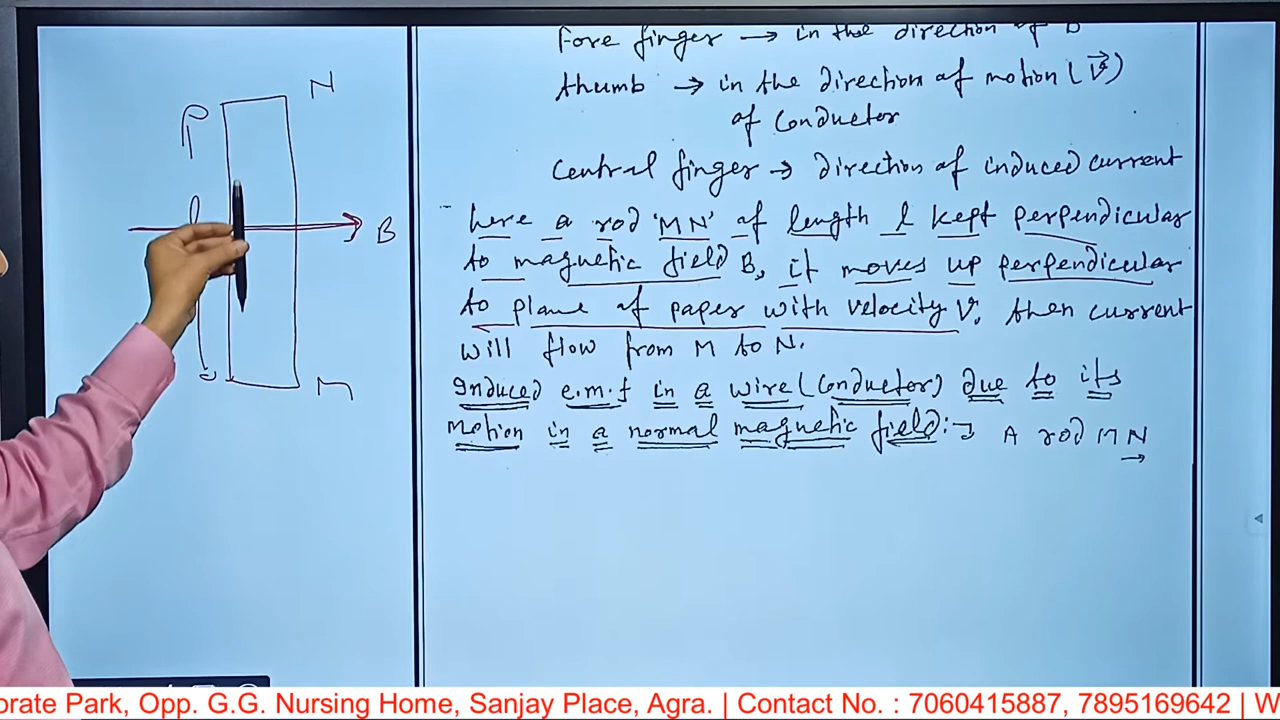 Fore finger → in the direction of B
thumb → in the direction of motion (V)
of Conductor
Central finger → direction of induced current
here a rod 'MN' of length l kept perpendicular
to magnetic field B, it moves up perpendicular
to plane of paper with velocity V, then current
will flow from M to N.
Induced e.m.f in a wire (Conductor) due to its
Motion in a normal magnetic field:→ A rod MN
N
l
B
M
orate Park, Opp. G.G. Nursing Home, Sanjay Place, Agra. | Contact No. : 7060415887, 7895169642 | W